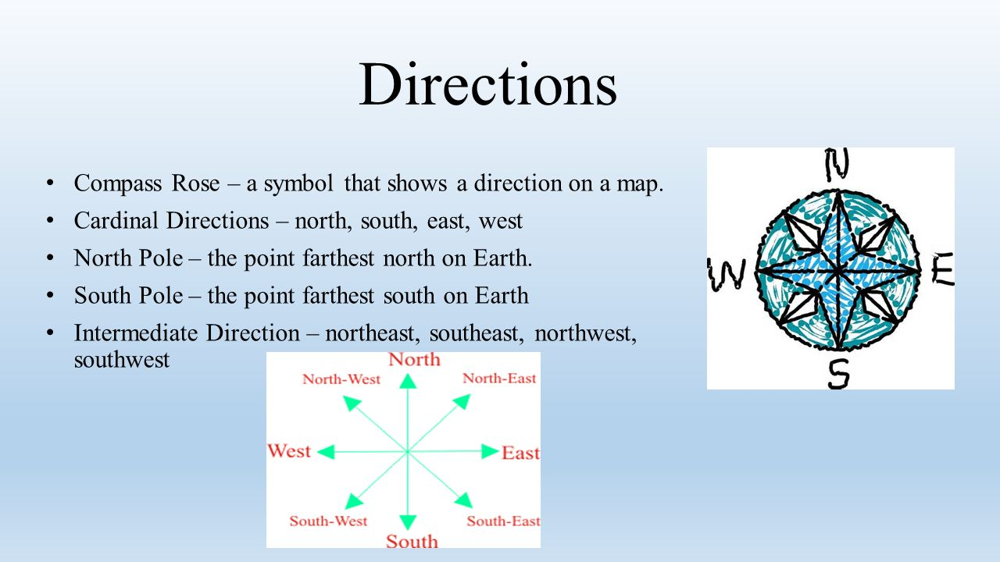 Directions
• Compass Rose – a symbol that shows a direction on a map.
• Cardinal Directions – north, south, east, west
• North Pole – the point farthest north on Earth.
• South Pole – the point farthest south on Earth
• Intermediate Direction – northeast, southeast, northwest,
southwest
N
W E
S
North
North-West North-East
West East
South-West South-East
South